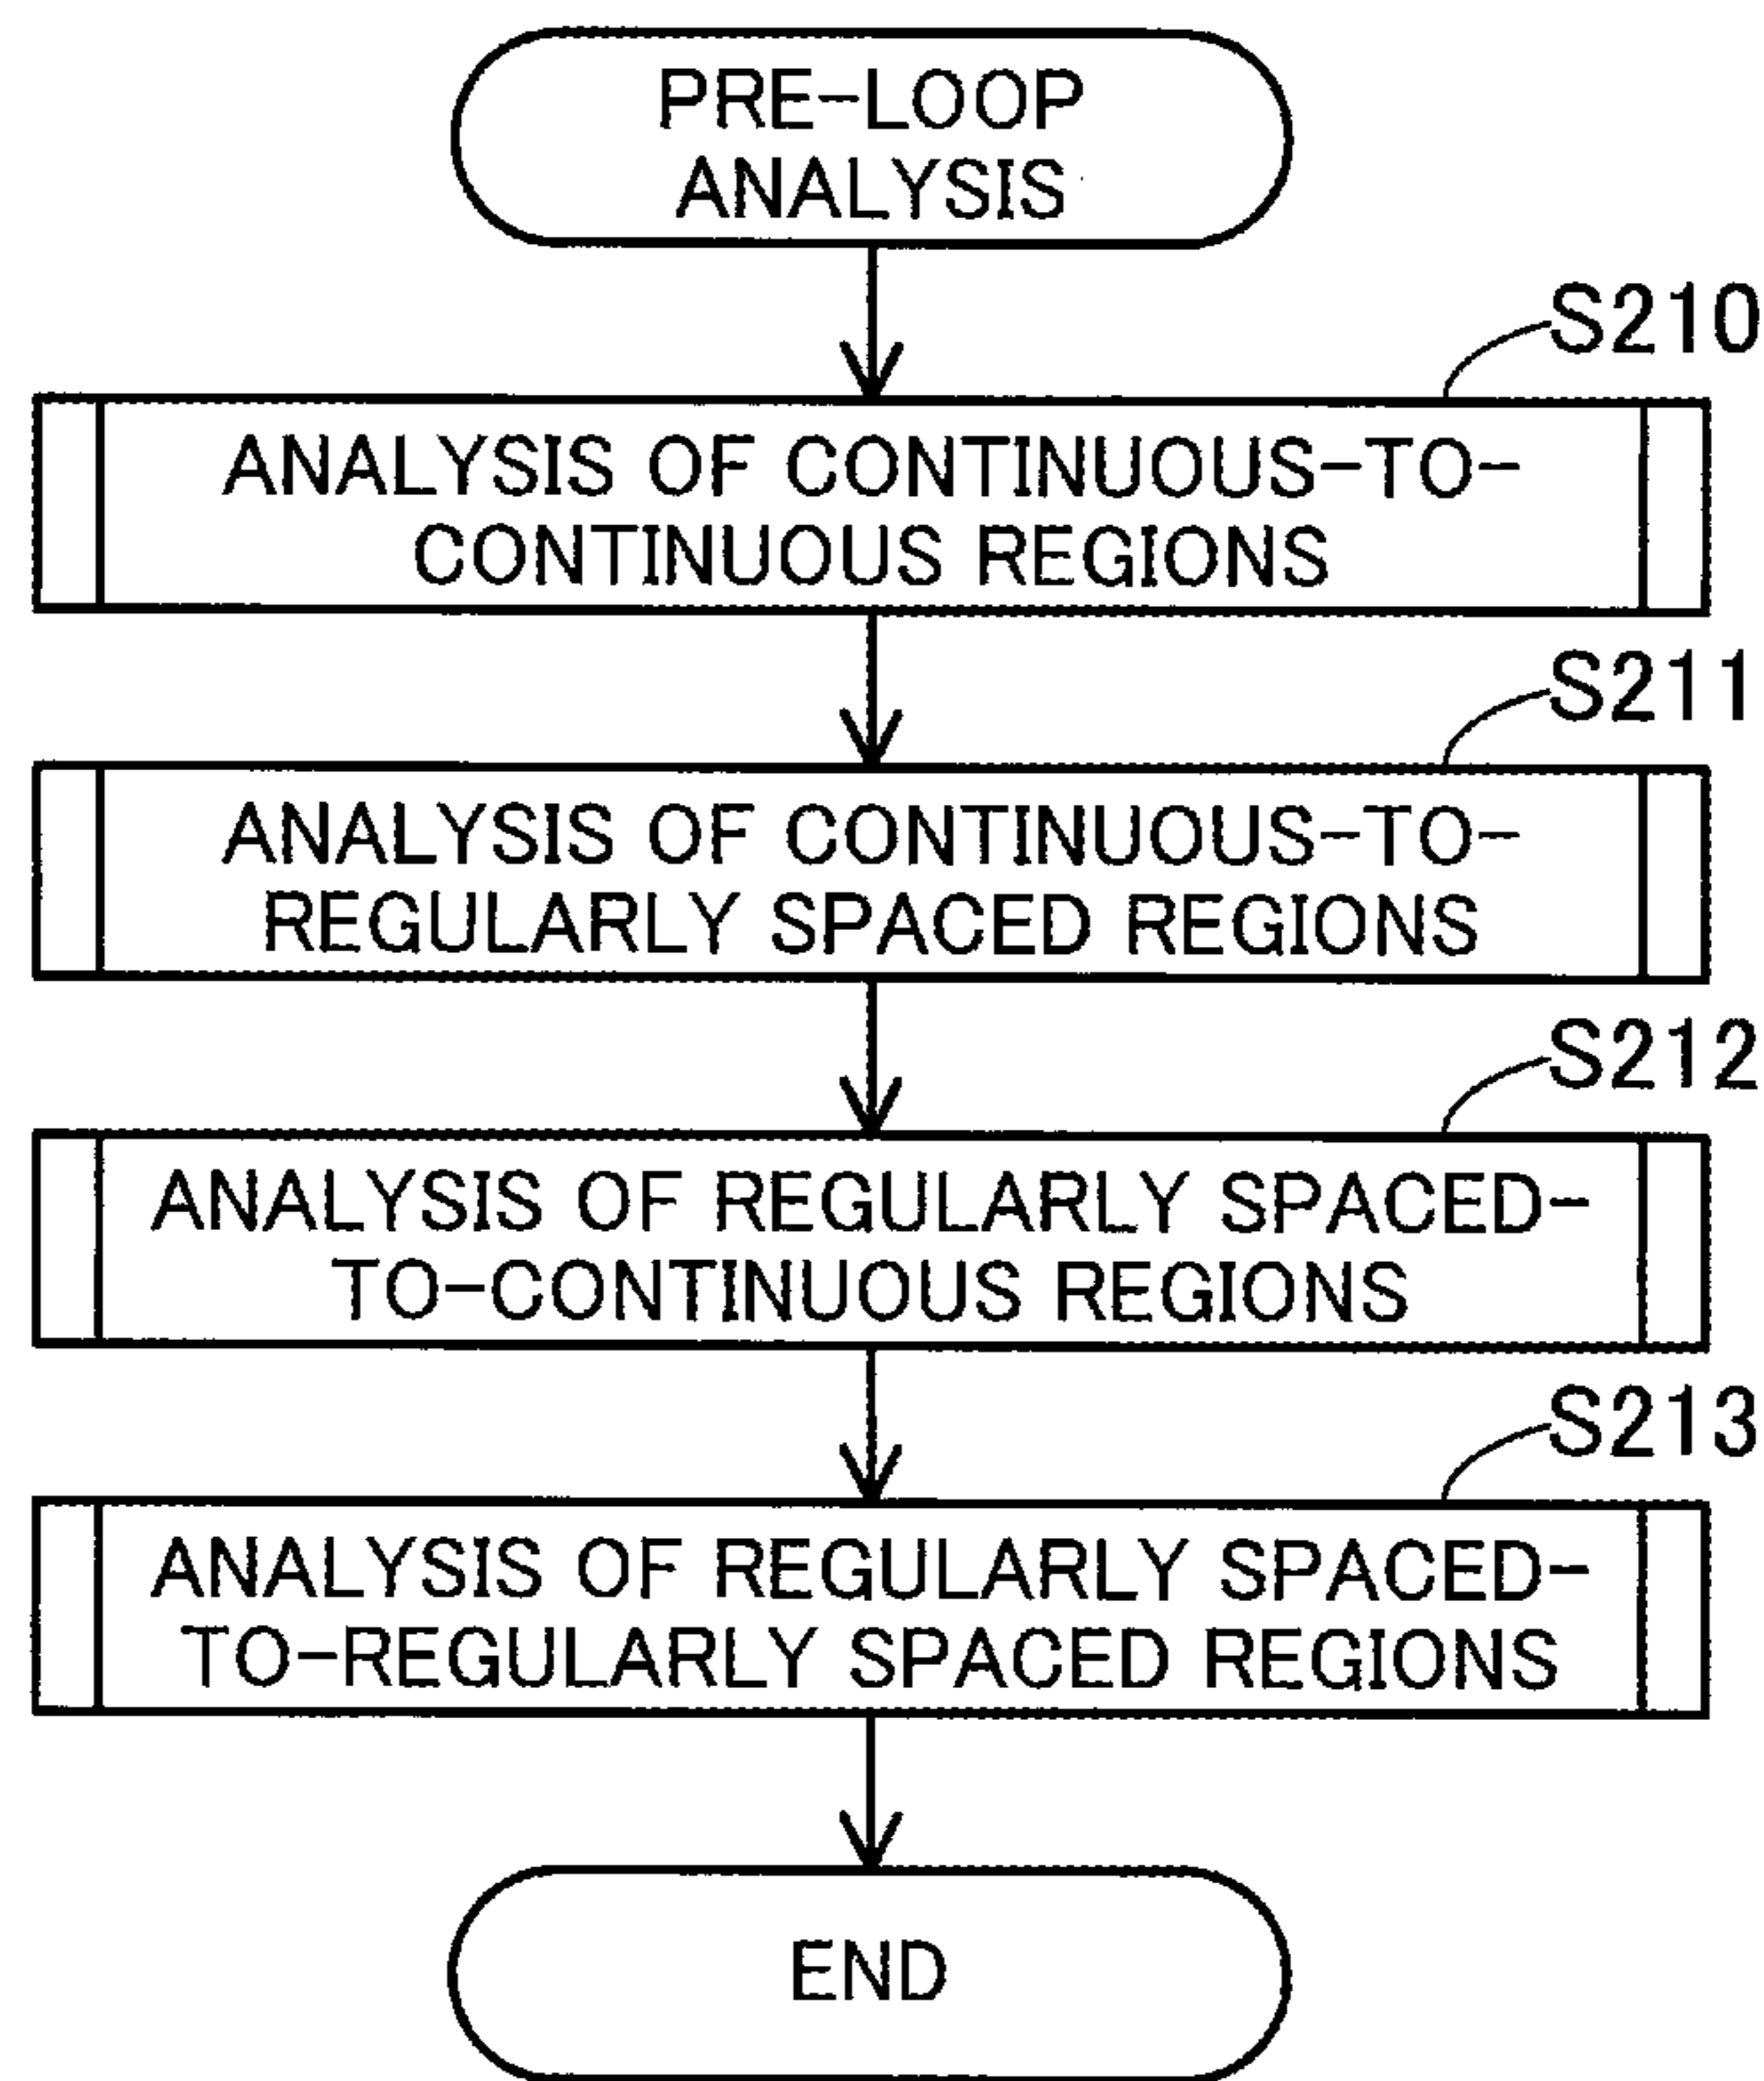 PRE-LOOP
ANALYSIS
S210
ANALYSIS OF CONTINUOUS-TO-
CONTINUOUS REGIONS
S211
ANALYSIS OF CONTINUOUS-TO-
REGULARLY SPACED REGIONS
S212
ANALYSIS OF REGULARLY SPACED-
TO-CONTINUOUS REGIONS
S213
ANALYSIS OF REGULARLY SPACED-
TO-REGULARLY SPACED REGIONS
END